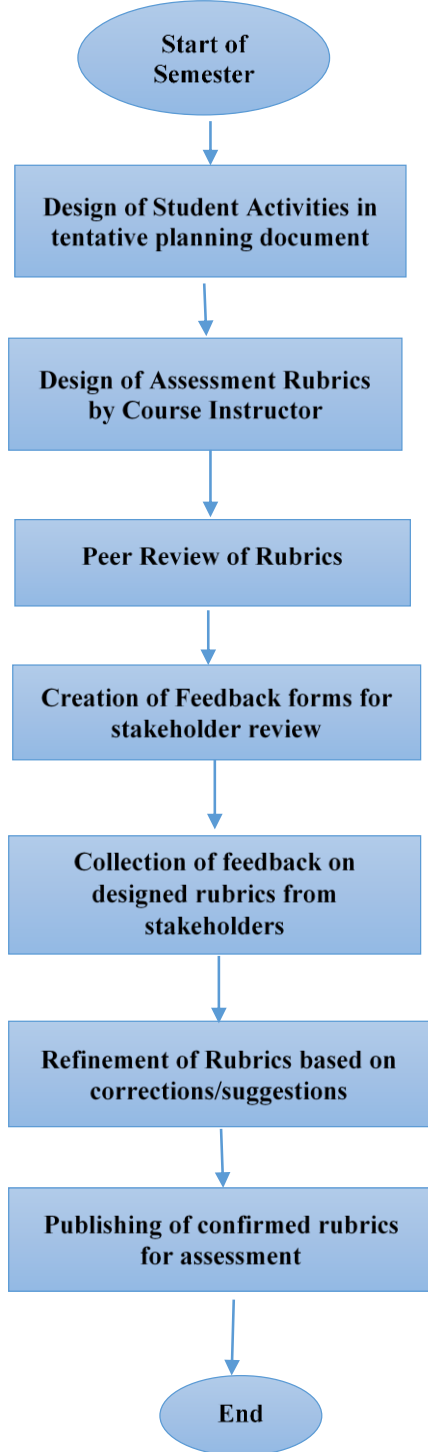 Start of
Semester
Design of Student Activities in
tentative planning document
Design of Assessment Rubrics
by Course Instructor
Peer Review of Rubrics
Creation of Feedback forms for
stakeholder review
Collection of feedback on
designed rubrics from
stakeholders
Refinement of Rubrics based on
corrections/suggestions
Publishing of confirmed rubrics
for assessment
End